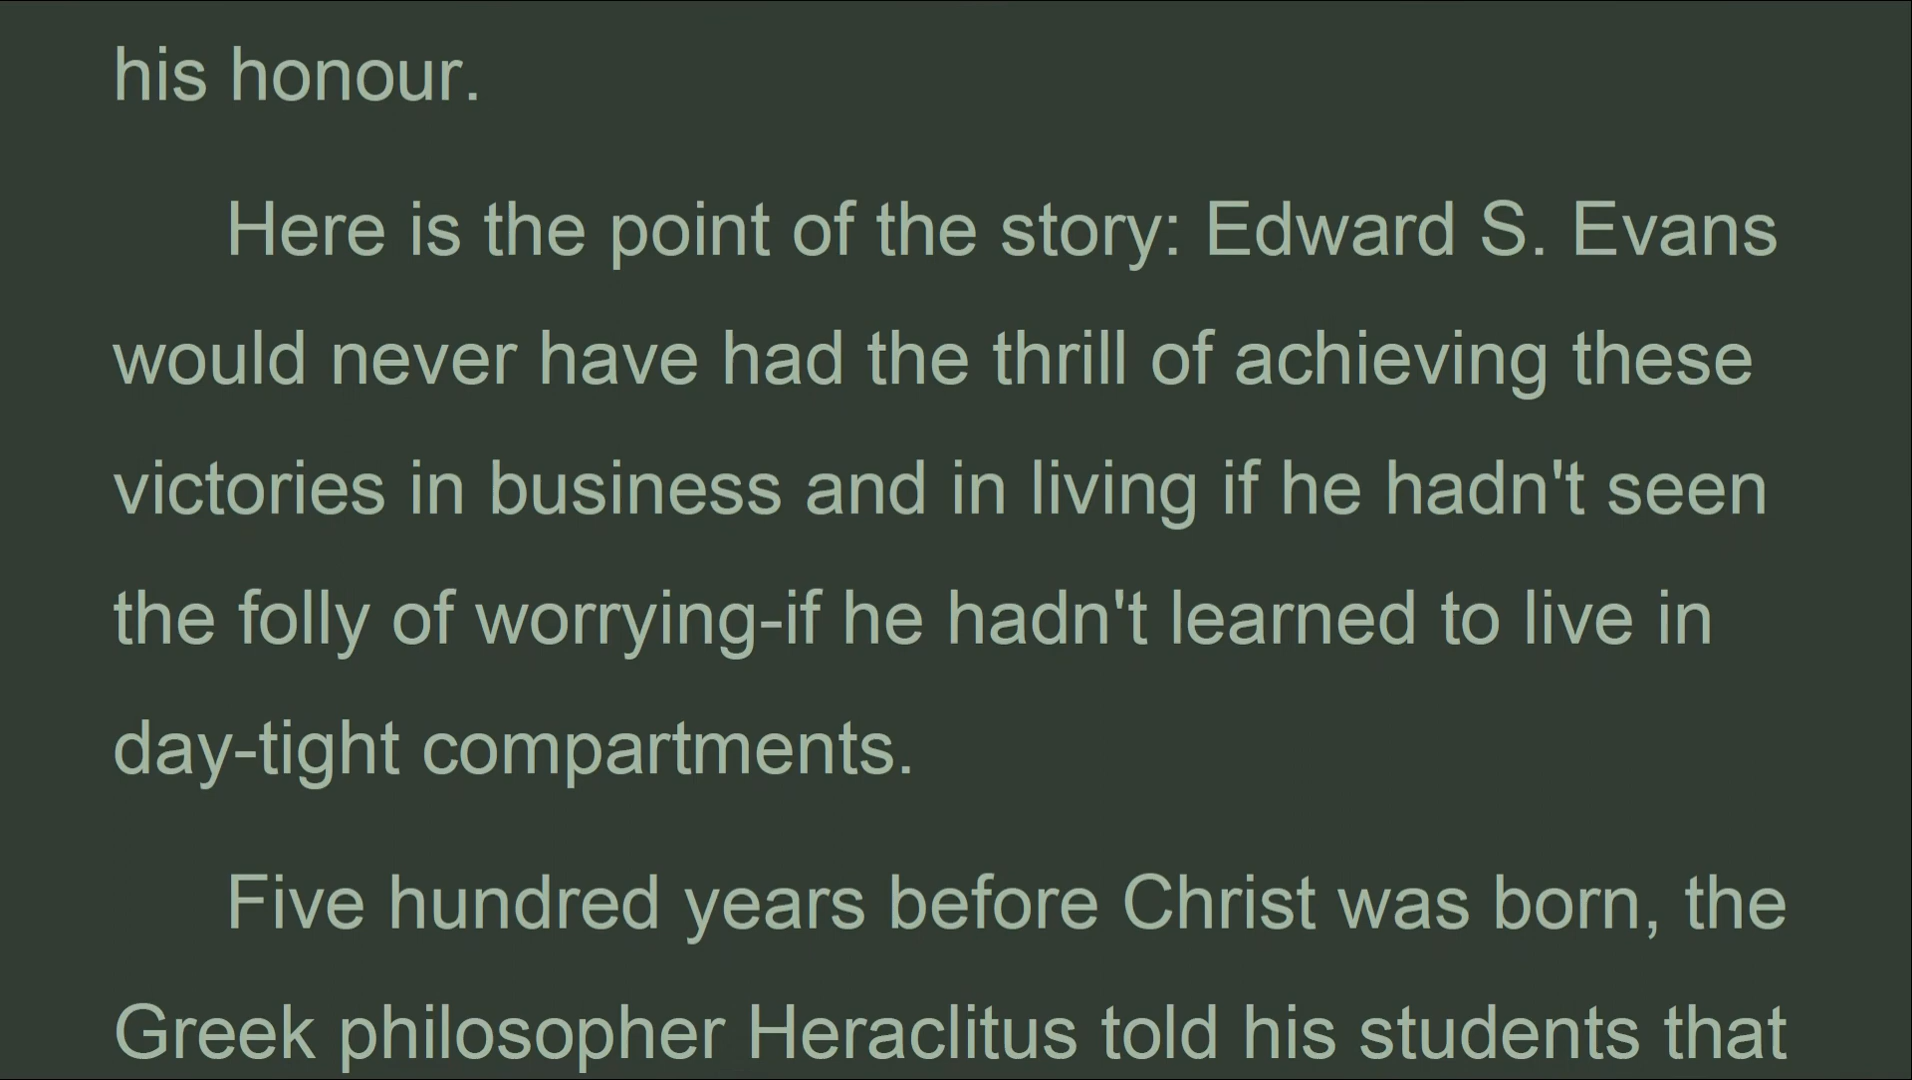 his honour.
Here is the point of the story: Edward S. Evans
would never have had the thrill of achieving these
victories in business and in living if he hadn't seen
the folly of worrying-if he hadn't learned to live in
day-tight compartments.
Five hundred years before Christ was born, the
Greek philosopher Heraclitus told his students that